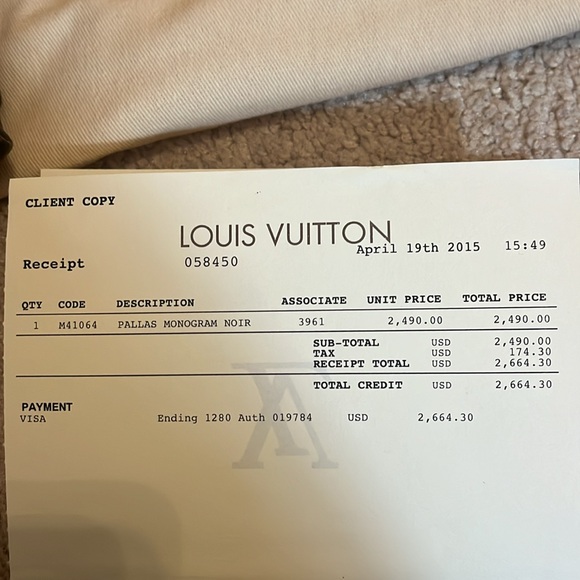 CLIENT COPY
LOUIS VUITTON
April 19th 2015 15:49
Receipt 058450
QTY CODE DESCRIPTION ASSOCIATE UNIT PRICE TOTAL PRICE
1 M41064 PALLAS MONOGRAM NOIR 3961 2,490.00 2,490.00
SUB-TOTAL USD 2,490.00
TAX USD 174.30
RECEIPT TOTAL USD 2,664.30
TOTAL CREDIT USD 2,664.30
PAYMENT
VISA Ending 1280 Auth 019784 USD 2,664.30